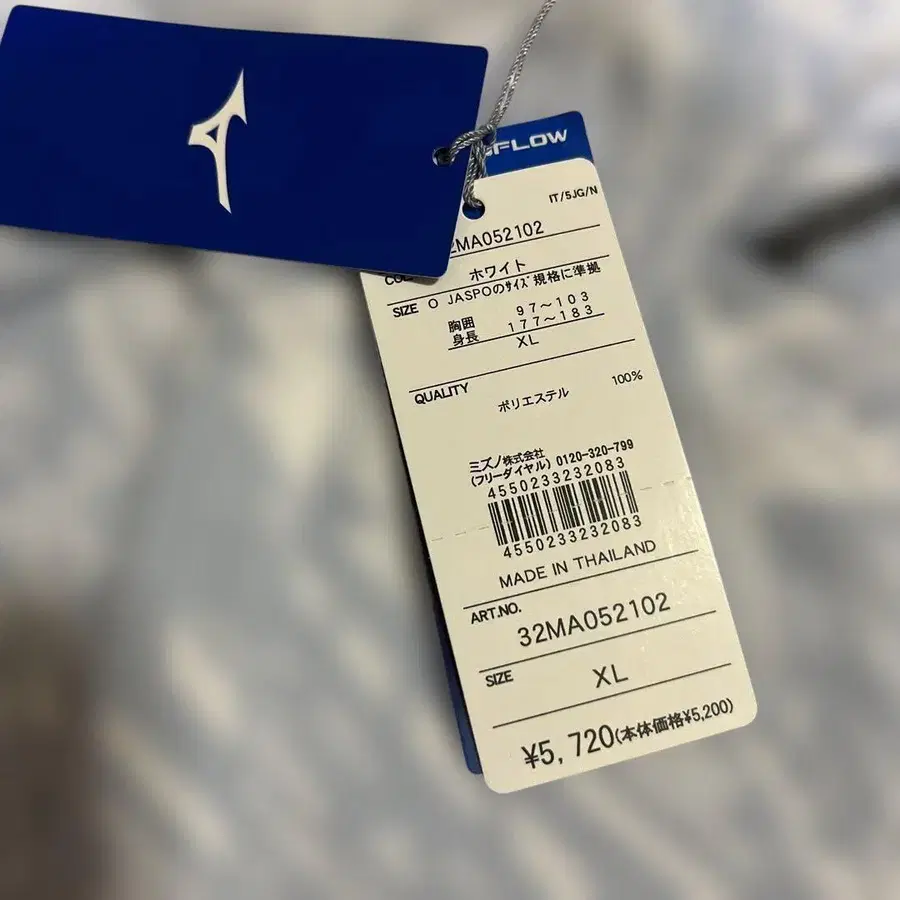 FLOW
IT/5JG/N
2MA052102
ホワイト
SIZE O JASPOのサイズ規格に準拠
胸囲 97～103
身長 177～183
XL
QUALITY
ポリエステル 100%
ミズノ株式会社
(フリーダイヤル) 0120-320-799
4550233232083
4550233232083
MADE IN THAILAND
ART.NO.
32MA052102
SIZE XL
¥5,720(本体価格¥5,200)